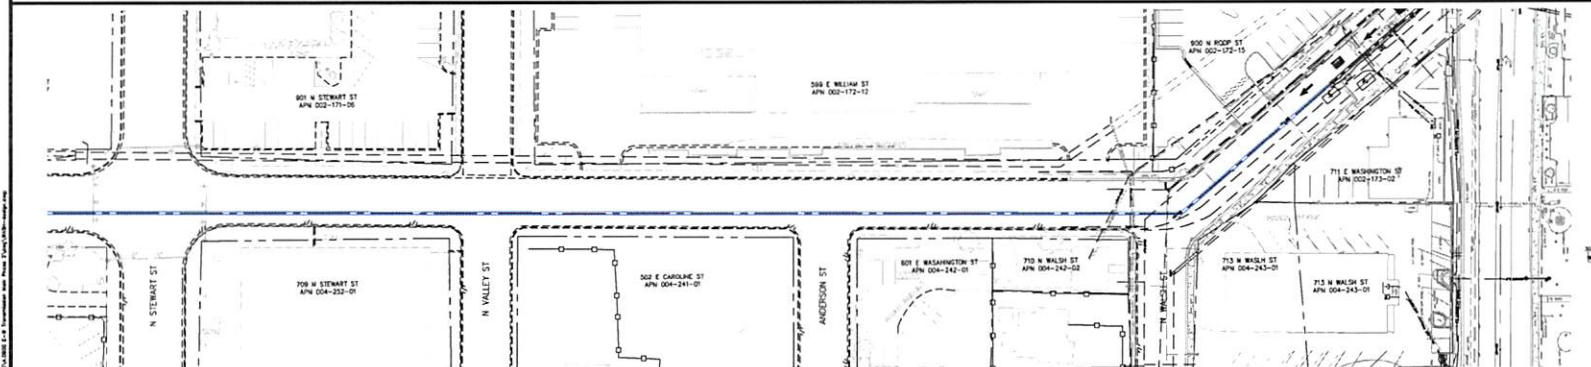 900 N ROOP ST
APN 002-172-15
901 N STEWART ST
APN 002-171-06
599 E WILLIAM ST
APN 002-172-12
711 E WASHINGTON ST
APN 002-173-02
709 N STEWART ST
APN 004-252-01
502 E CAROLINE ST
APN 004-241-01
601 E WASAHINGTON ST
APN 004-242-01
710 N WALSH ST
APN 004-242-02
713 N WASLH ST
APN 004-243-01
713 N WALSH ST
APN 004-243-01
N STEWART ST
N VALLEY ST
ANDERSON ST
N WALSH ST